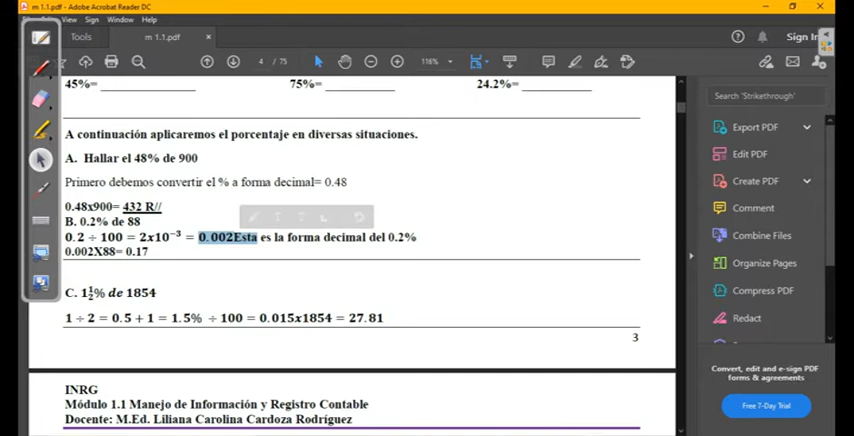 m 1.1.pdf - Adobe Acrobat Reader DC
View Sign Window Help
Tools
m 1.1.pdf ×
Sign In
4 / 75
116%
45%= ____________
75%= ____________
24.2%= ____________
A continuación aplicaremos el porcentaje en diversas situaciones.
A. Hallar el 48% de 900
Primero debemos convertir el % a forma decimal= 0.48
0.48x900= 432 R//
B. 0.2% de 88
0.2 ÷ 100 = 2x10⁻³ = 0.002Esta es la forma decimal del 0.2%
0.002X88= 0.17
C. 1½% de 1854
1 ÷ 2 = 0.5 + 1 = 1.5% ÷ 100 = 0.015x1854 = 27.81
3
INRG
Módulo 1.1 Manejo de Información y Registro Contable
Docente: M.Ed. Liliana Carolina Cardoza Rodríguez
Search 'Strikethrough'
Export PDF
Edit PDF
Create PDF
Comment
Combine Files
Organize Pages
Compress PDF
Redact
Convert, edit and e-sign PDF
forms & agreements
Free 7-Day Trial